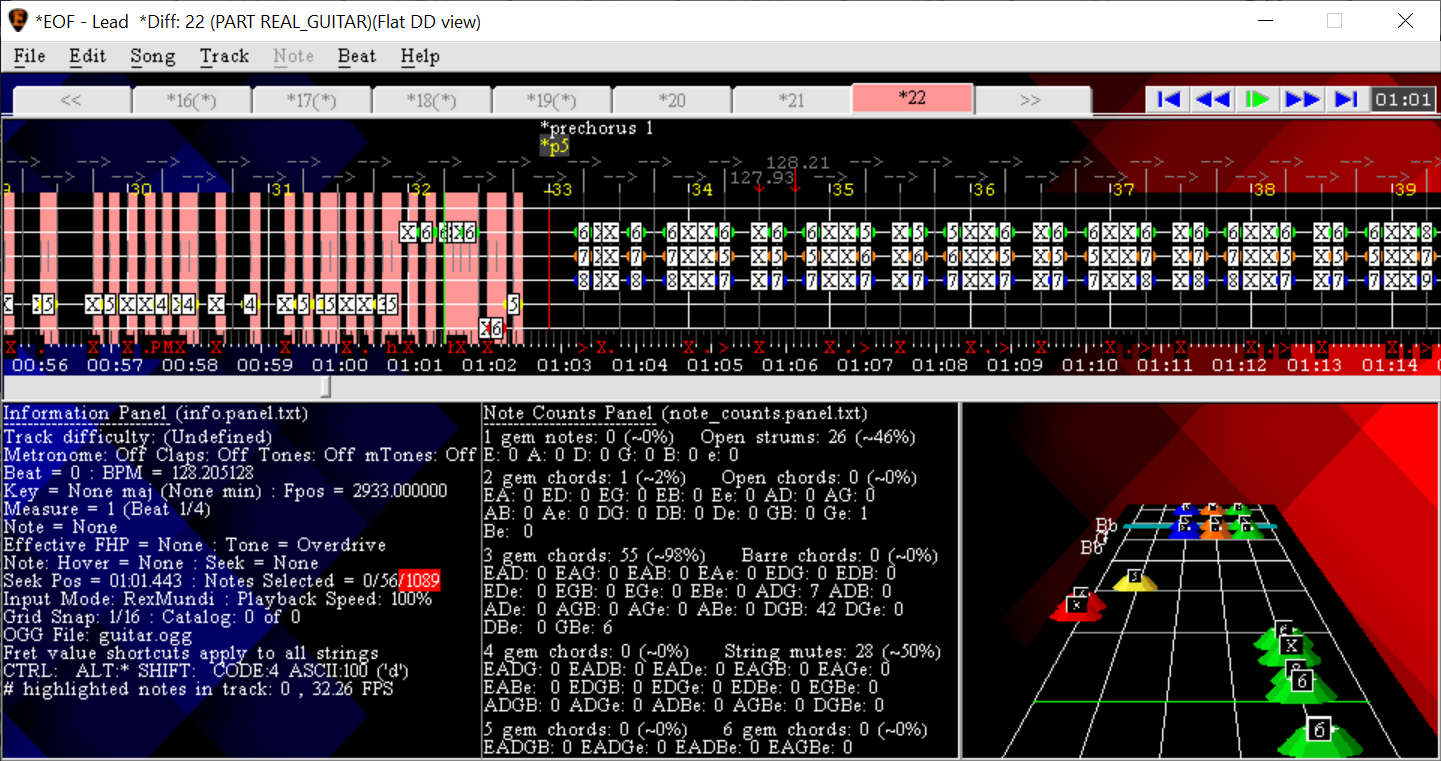 *EOF - Lead  *Diff: 22 (PART REAL_GUITAR)(Flat DD view)
File Edit Song Track Note Beat Help
<< *16(*) *17(*) *18(*) *19(*) *20 *21 *22 >> 01:01
*prechorus 1
*p5
128.21
127.93
30 31 32 33 34 35 36 37 38 39
00:56 00:57 00:58 00:59 01:00 01:01 01:02 01:03 01:04 01:05 01:06 01:07 01:08 01:09 01:10 01:11 01:12 01:13 01:14
Information Panel (info.panel.txt)
Track difficulty: (Undefined)
Metronome: Off Claps: Off Tones: Off mTones: Off
Beat = 0 : BPM = 128.205128
Key = None maj (None min) : Fpos = 2933.000000
Measure = 1 (Beat 1/4)
Note = None
Effective FHP = None : Tone = Overdrive
Note: Hover = None : Seek = None
Seek Pos = 01:01.443 : Notes Selected = 0/56/1089
Input Mode: RexMundi : Playback Speed: 100%
Grid Snap: 1/16 : Catalog: 0 of 0
OGG File: guitar.ogg
Fret value shortcuts apply to all strings
CTRL:  ALT:* SHIFT:  CODE:4 ASCII:100 ('d')
# highlighted notes in track: 0 , 32.26 FPS
Note Counts Panel (note_counts.panel.txt)
1 gem notes: 0 (~0%)   Open strums: 26 (~46%)
E: 0 A: 0 D: 0 G: 0 B: 0 e: 0
2 gem chords: 1 (~2%)   Open chords: 0 (~0%)
EA: 0 ED: 0 EG: 0 EB: 0 Ee: 0 AD: 0 AG: 0
AB: 0 Ae: 0 DG: 0 DB: 0 De: 0 GB: 0 Ge: 1
Be: 0
3 gem chords: 55 (~98%)   Barre chords: 0 (~0%)
EAD: 0 EAG: 0 EAB: 0 EAe: 0 EDG: 0 EDB: 0
EDe: 0 EGB: 0 EGe: 0 EBe: 0 ADG: 7 ADB: 0
ADe: 0 AGB: 0 AGe: 0 ABe: 0 DGB: 42 DGe: 0
DBe: 0 GBe: 6
4 gem chords: 0 (~0%)   String mutes: 28 (~50%)
EADG: 0 EADB: 0 EADe: 0 EAGB: 0 EAGe: 0
EABe: 0 EDGB: 0 EDGe: 0 EDBe: 0 EGBe: 0
ADGB: 0 ADGe: 0 ADBe: 0 AGBe: 0 DGBe: 0
5 gem chords: 0 (~0%)   6 gem chords: 0 (~0%)
EADGB: 0 EADGe: 0 EADBe: 0 EAGBe: 0
Bb
Bb